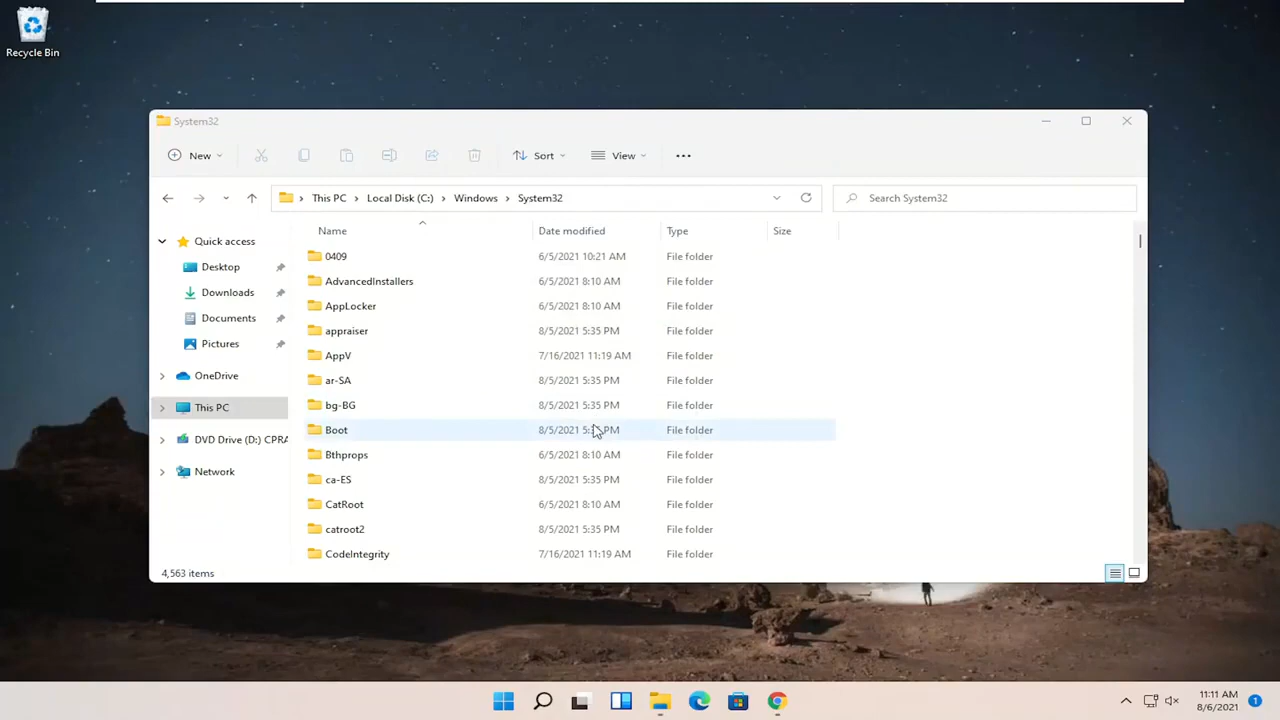 Recycle Bin
System32
New Sort View
This PC Local Disk (C:) Windows System32 Search System32
Name Date modified Type Size
Quick access
Desktop
Downloads
Documents
Pictures
OneDrive
This PC
DVD Drive (D:) CPRA
Network
0409 6/5/2021 10:21 AM File folder
AdvancedInstallers 6/5/2021 8:10 AM File folder
AppLocker 6/5/2021 8:10 AM File folder
appraiser 8/5/2021 5:35 PM File folder
AppV 7/16/2021 11:19 AM File folder
ar-SA 8/5/2021 5:35 PM File folder
bg-BG 8/5/2021 5:35 PM File folder
Boot 8/5/2021 PM File folder
Bthprops 6/5/2021 8:10 AM File folder
ca-ES 8/5/2021 5:35 PM File folder
CatRoot 6/5/2021 8:10 AM File folder
catroot2 8/5/2021 5:35 PM File folder
CodeIntegrity 7/16/2021 11:19 AM File folder
4,563 items
11:11 AM
8/6/2021
1